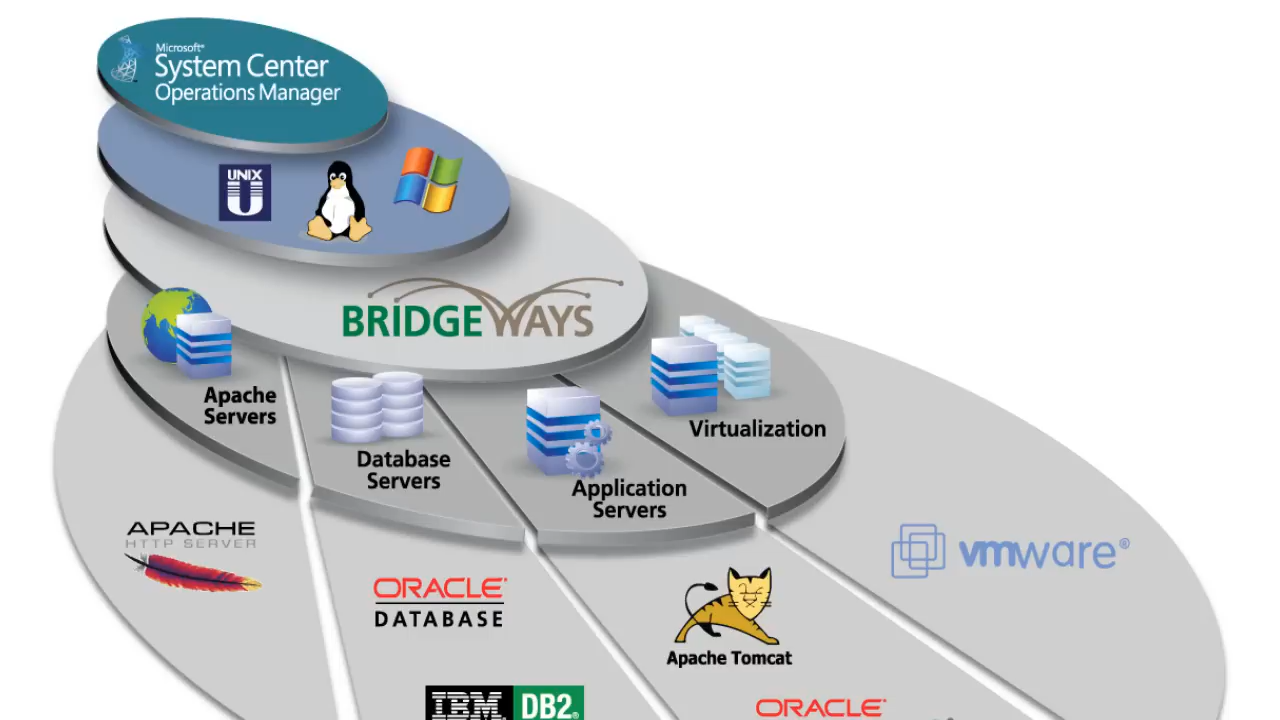 Microsoft®
System Center
Operations Manager
UNIX
U
BRIDGEWAYS
Apache
Servers
Database
Servers
Application
Servers
Virtualization
APACHE
HTTP SERVER
ORACLE®
DATABASE
Apache Tomcat
vmware®
IBM. DB2.
ORACLE®